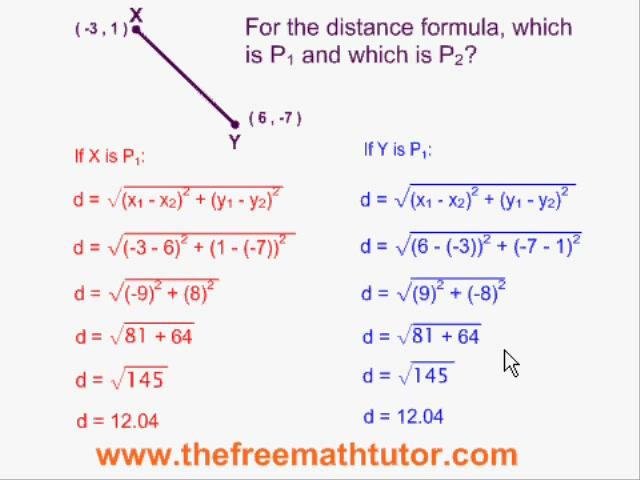 X
( -3 , 1 )
For the distance formula, which
is P₁ and which is P₂?
( 6 , -7 )
Y
If X is P₁:
d = √(x₁ - x₂)² + (y₁ - y₂)²
d = √(-3 - 6)² + (1 - (-7))²
d = √(-9)² + (8)²
d = √81 + 64
d = √145
d = 12.04
If Y is P₁:
d = √(x₁ - x₂)² + (y₁ - y₂)²
d = √(6 - (-3))² + (-7 - 1)²
d = √(9)² + (-8)²
d = √81 + 64
d = √145
d = 12.04
www.thefreemathtutor.com